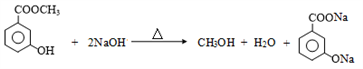 COOCH₃
COONa
OH + 2NaOH △ CH₃OH + H₂O + ONa